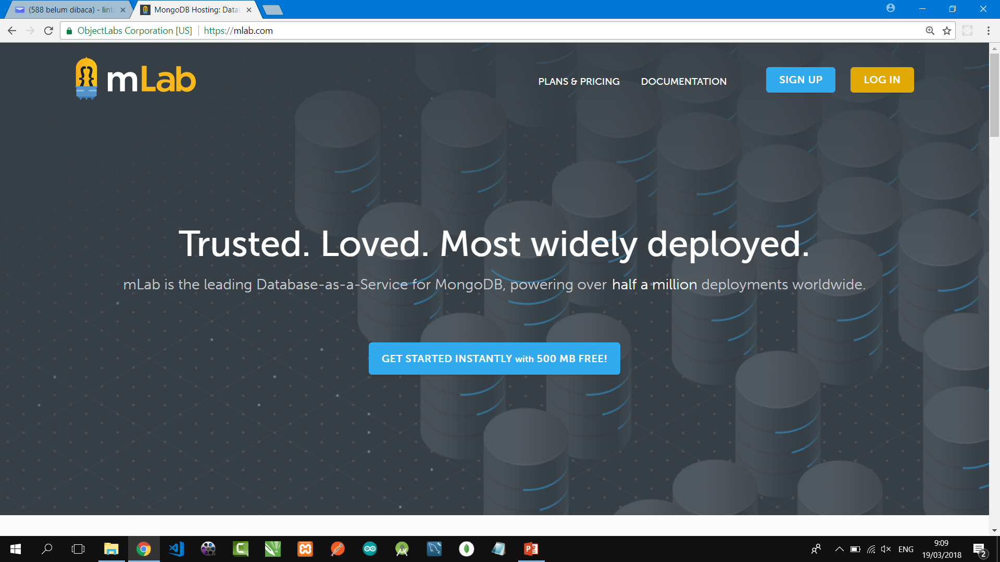 (588 belum dibaca) - lint
MongoDB Hosting: Data
ObjectLabs Corporation [US]
https://mlab.com
mLab
PLANS & PRICING
DOCUMENTATION
SIGN UP
LOG IN
Trusted. Loved. Most widely deployed.
mLab is the leading Database-as-a-Service for MongoDB, powering over half a million deployments worldwide.
GET STARTED INSTANTLY with 500 MB FREE!
ENG
9:09
19/03/2018
2